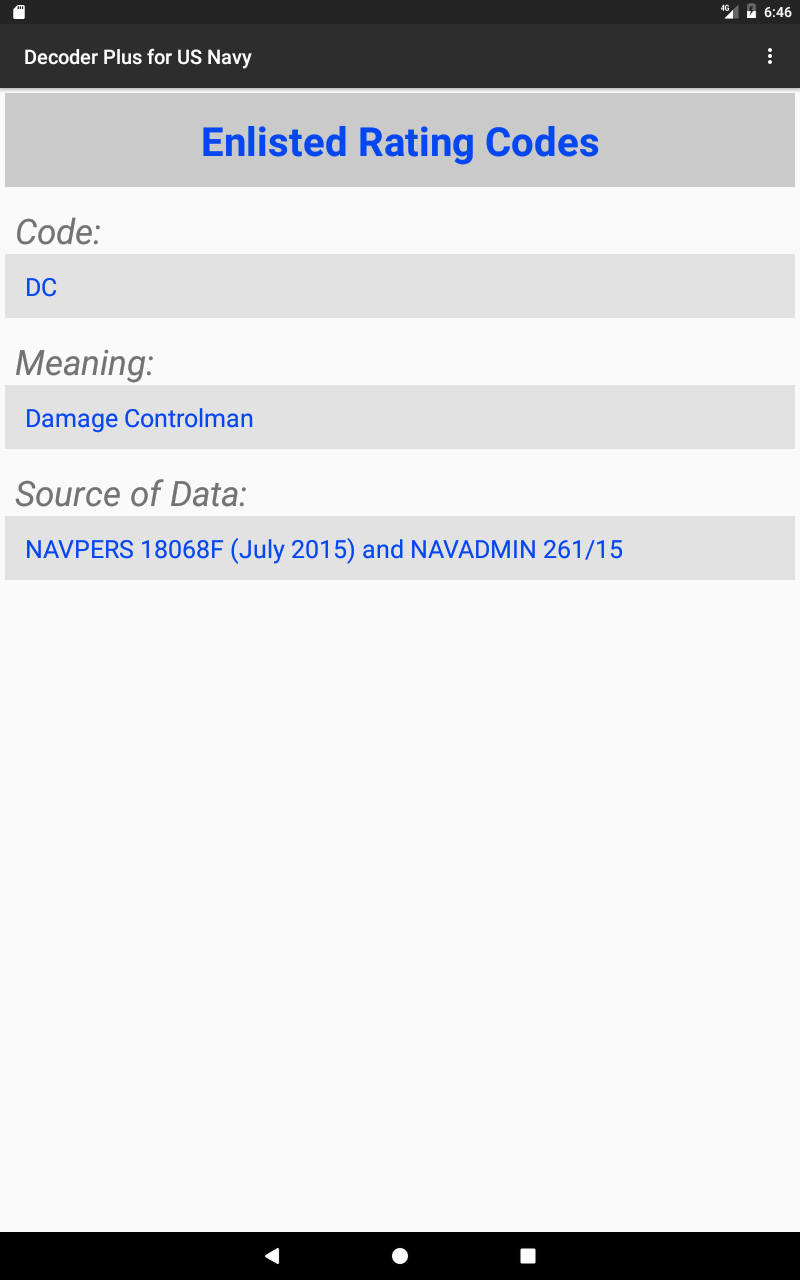 4G 6:46
Decoder Plus for US Navy
Enlisted Rating Codes
Code:
DC
Meaning:
Damage Controlman
Source of Data:
NAVPERS 18068F (July 2015) and NAVADMIN 261/15